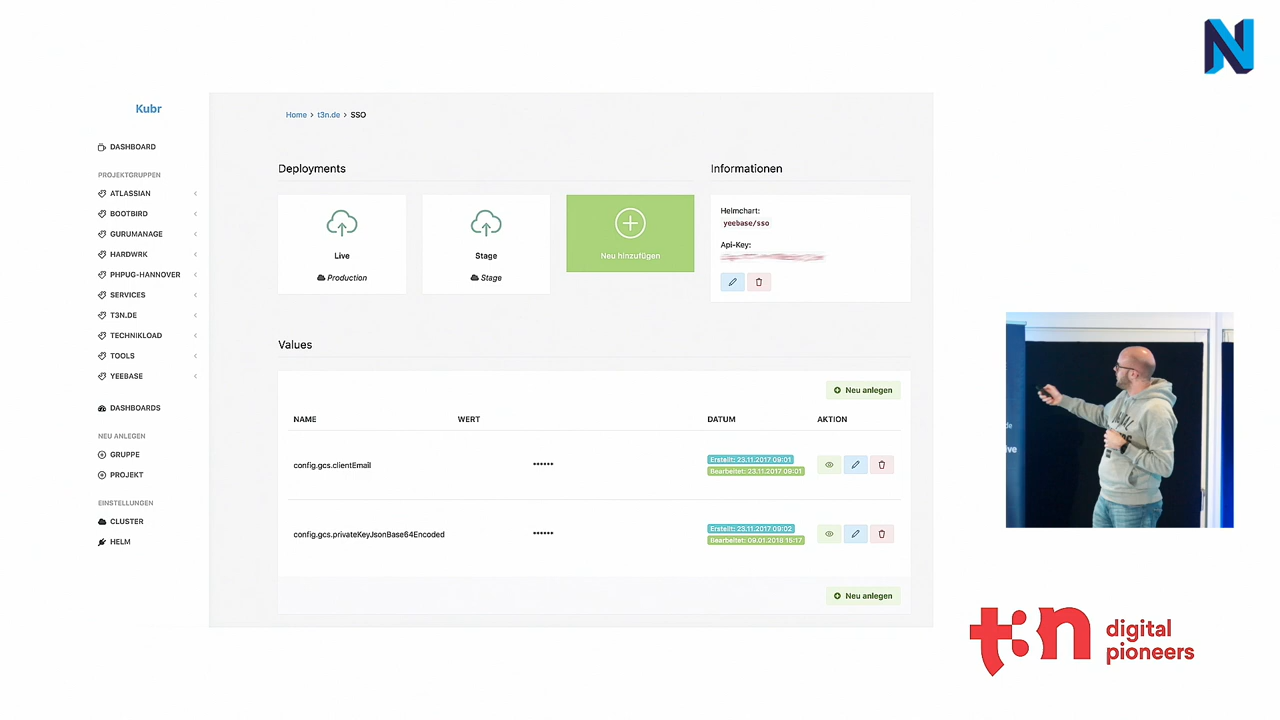 Kubr
DASHBOARD
PROJEKTGRUPPEN
ATLASSIAN
BOOTBIRD
GURUMANAGE
HARDWRK
PHPUG-HANNOVER
SERVICES
T3N.DE
TECHNIKLOAD
TOOLS
YEEBASE
DASHBOARDS
NEU ANLEGEN
GRUPPE
PROJEKT
EINSTELLUNGEN
CLUSTER
HELM
Home > t3n.de > SSO
Deployments
Live
Production
Stage
Stage
Neu hinzufügen
Informationen
Helmchart:
yeebase/sso
Api-Key:
Values
Neu anlegen
NAME WERT DATUM AKTION
config.gcs.clientEmail •••••• Erstellt: 23.11.2017 09:01
Bearbeitet: 23.11.2017 09:01
config.gcs.privateKeyJsonBase64Encoded •••••• Erstellt: 23.11.2017 09:02
Bearbeitet: 09.01.2018 15:17
Neu anlegen
N
t3n digital
pioneers